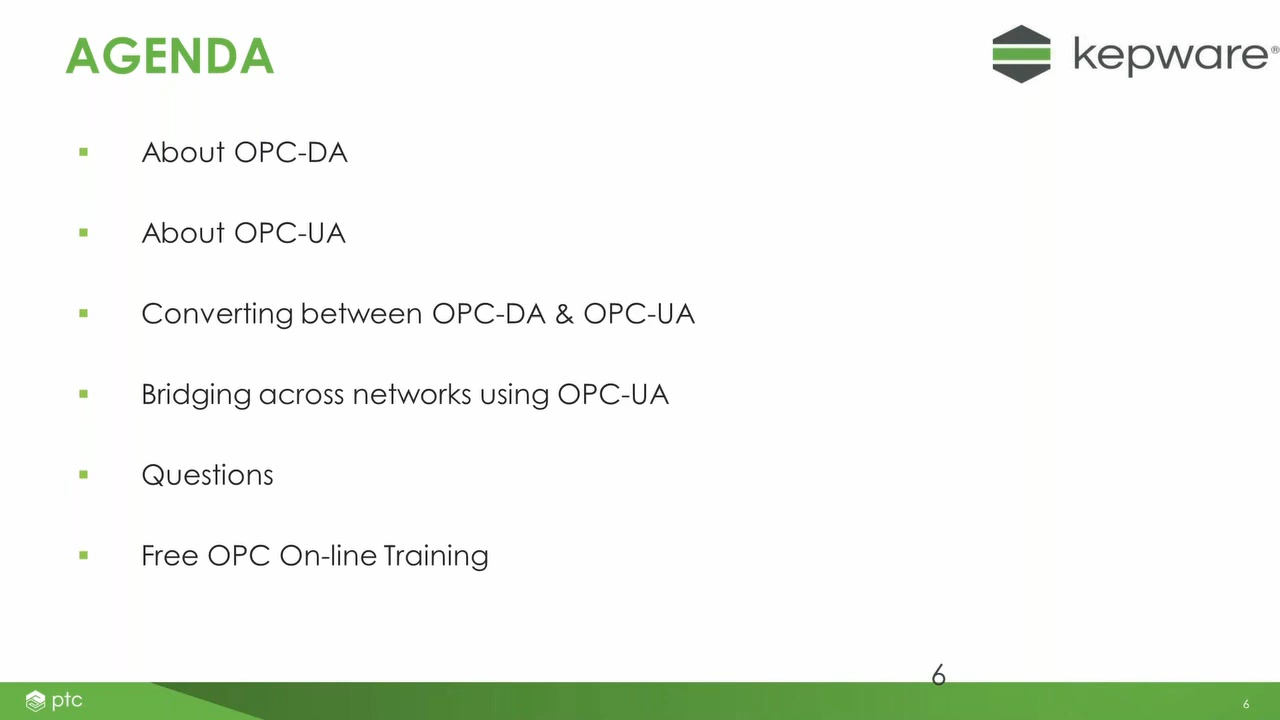 AGENDA
kepware®
▪ About OPC-DA
▪ About OPC-UA
▪ Converting between OPC-DA & OPC-UA
▪ Bridging across networks using OPC-UA
▪ Questions
▪ Free OPC On-line Training
6
ptc
6